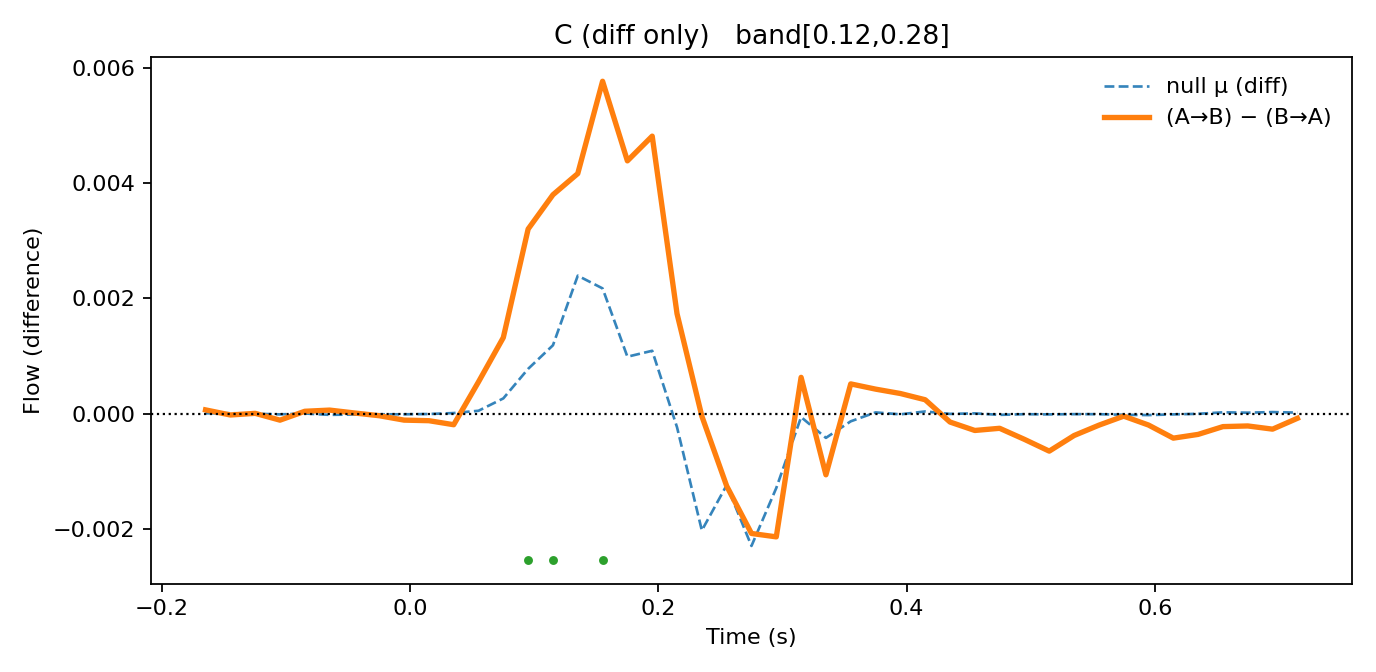 C (diff only)   band[0.12,0.28]
0.006
0.004
0.002
0.000
−0.002
Flow (difference)
null μ (diff)
(A→B) − (B→A)
−0.2
0.0
0.2
0.4
0.6
Time (s)